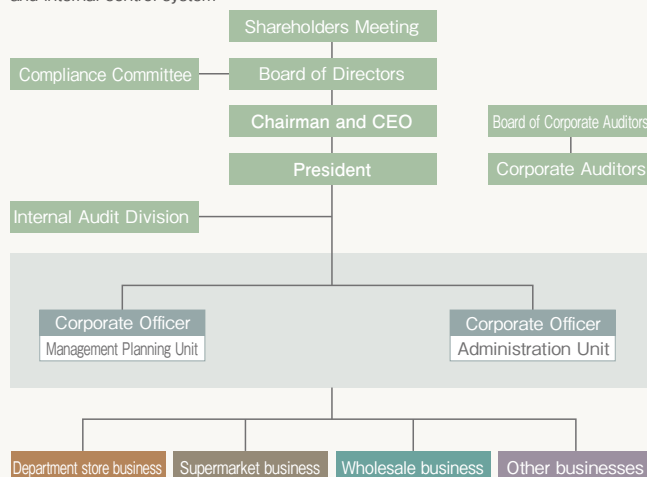 and internal control system
Shareholders Meeting
Compliance Committee
Board of Directors
Chairman and CEO
Board of Corporate Auditors
President
Corporate Auditors
Internal Audit Division
Corporate Officer
Management Planning Unit
Corporate Officer
Administration Unit
Department store business
Supermarket business
Wholesale business
Other businesses